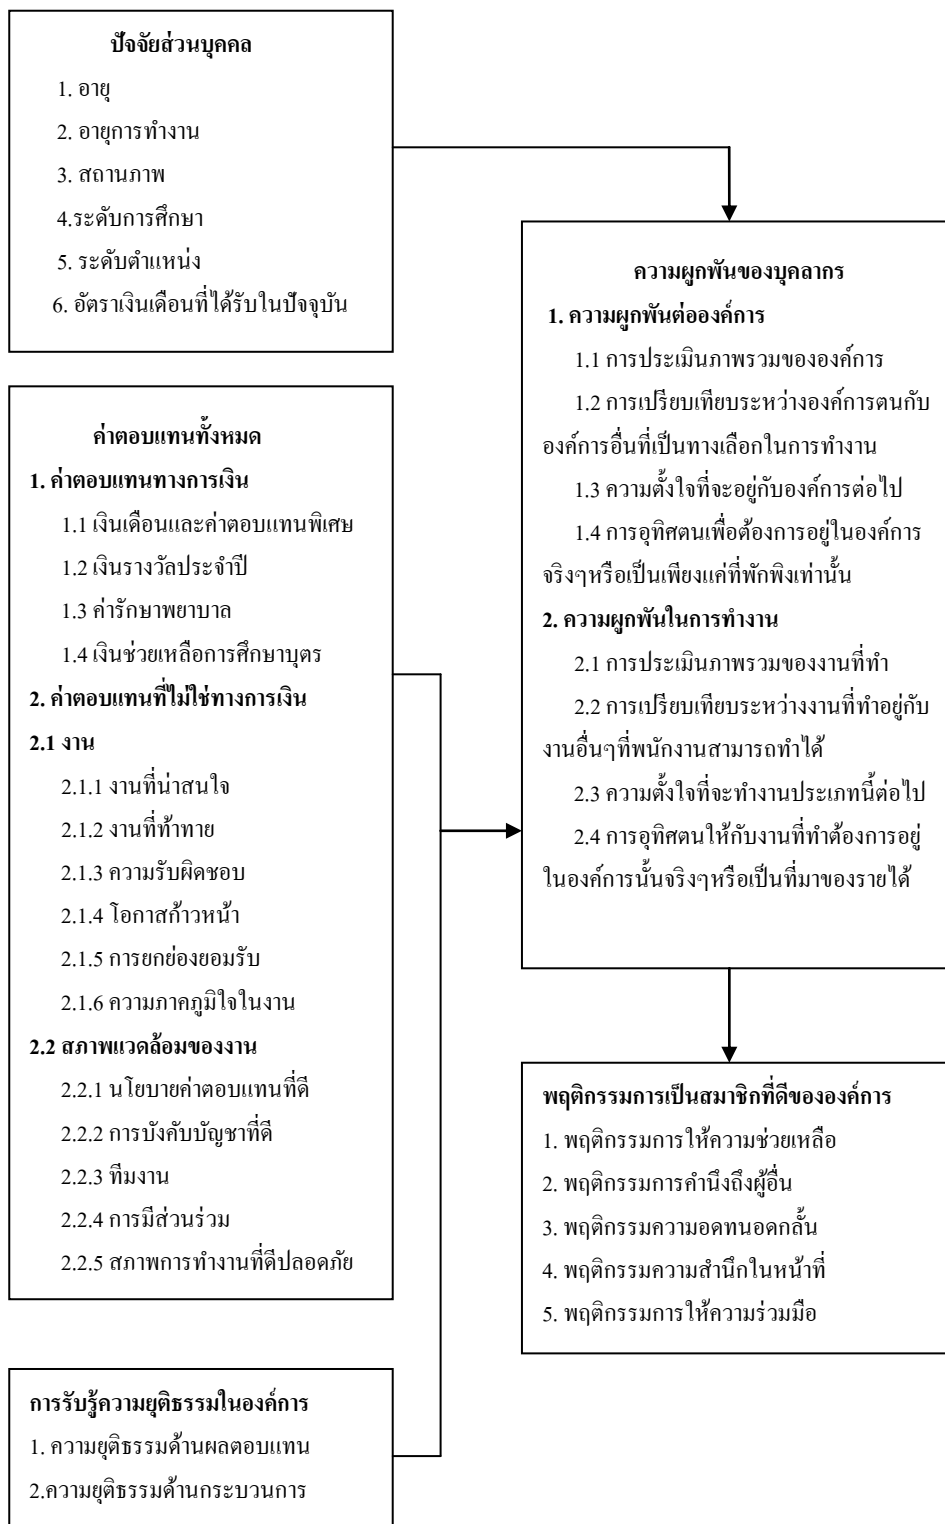 ปัจจัยส่วนบุคคล
1. อายุ
2. อายุการทำงาน
3. สถานภาพ
4.ระดับการศึกษา
5. ระดับตำแหน่ง
6. อัตราเงินเดือนที่ได้รับในปัจจุบัน
ค่าตอบแทนทั้งหมด
1. ค่าตอบแทนทางการเงิน
1.1 เงินเดือนและค่าตอบแทนพิเศษ
1.2 เงินรางวัลประจำปี
1.3 ค่ารักษาพยาบาล
1.4 เงินช่วยเหลือการศึกษาบุตร
2. ค่าตอบแทนที่ไม่ใช่ทางการเงิน
2.1 งาน
2.1.1 งานที่น่าสนใจ
2.1.2 งานที่ท้าทาย
2.1.3 ความรับผิดชอบ
2.1.4 โอกาสก้าวหน้า
2.1.5 การยกย่องยอมรับ
2.1.6 ความภาคภูมิใจในงาน
2.2 สภาพแวดล้อมของงาน
2.2.1 นโยบายค่าตอบแทนที่ดี
2.2.2 การบังคับบัญชาที่ดี
2.2.3 ทีมงาน
2.2.4 การมีส่วนร่วม
2.2.5 สภาพการทำงานที่ดีปลอดภัย
การรับรู้ความยุติธรรมในองค์การ
1. ความยุติธรรมด้านผลตอบแทน
2.ความยุติธรรมด้านกระบวนการ
ความผูกพันของบุคลากร
1. ความผูกพันต่อองค์การ
1.1 การประเมินภาพรวมขององค์การ
1.2 การเปรียบเทียบระหว่างองค์การตนกับ
องค์การอื่นที่เป็นทางเลือกในการทำงาน
1.3 ความตั้งใจที่จะอยู่กับองค์การต่อไป
1.4 การอุทิศตนเพื่อต้องการอยู่ในองค์การ
จริงๆหรือเป็นเพียงแค่ที่พักพิงเท่านั้น
2. ความผูกพันในการทำงาน
2.1 การประเมินภาพรวมของงานที่ทำ
2.2 การเปรียบเทียบระหว่างงานที่ทำอยู่กับ
งานอื่นๆที่พนักงานสามารถทำได้
2.3 ความตั้งใจที่จะทำงานประเภทนี้ต่อไป
2.4 การอุทิศตนให้กับงานที่ทำต้องการอยู่
ในองค์การนั้นจริงๆหรือเป็นที่มาของรายได้
พฤติกรรมการเป็นสมาชิกที่ดีขององค์การ
1. พฤติกรรมการให้ความช่วยเหลือ
2. พฤติกรรมการคำนึงถึงผู้อื่น
3. พฤติกรรมความอดทนอดกลั้น
4. พฤติกรรมความสำนึกในหน้าที่
5. พฤติกรรมการให้ความร่วมมือ